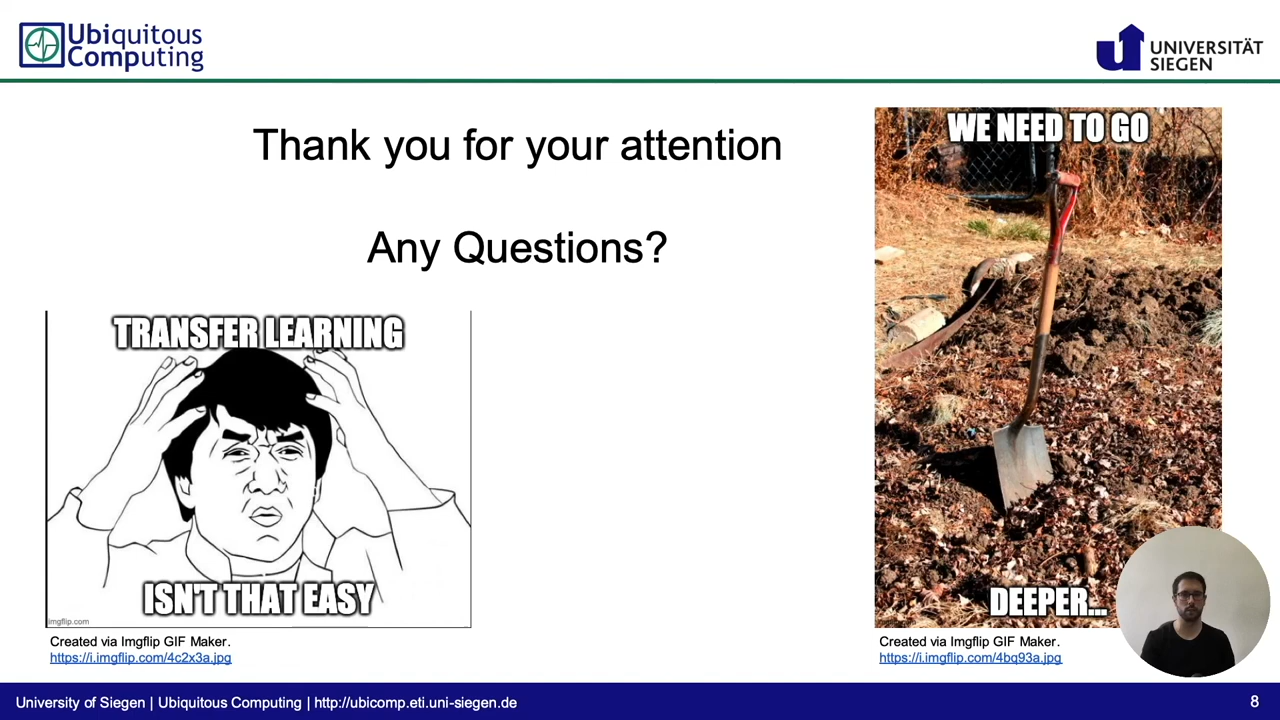 Ubiquitous
Computing
UNIVERSITÄT
SIEGEN
Thank you for your attention
Any Questions?
TRANSFER LEARNING
ISN'T THAT EASY
imgflip.com
Created via Imgflip GIF Maker.
https://i.imgflip.com/4c2x3a.jpg
WE NEED TO GO
DEEPER...
Created via Imgflip GIF Maker.
https://i.imgflip.com/4bq93a.jpg
University of Siegen | Ubiquitous Computing | http://ubicomp.eti.uni-siegen.de
8